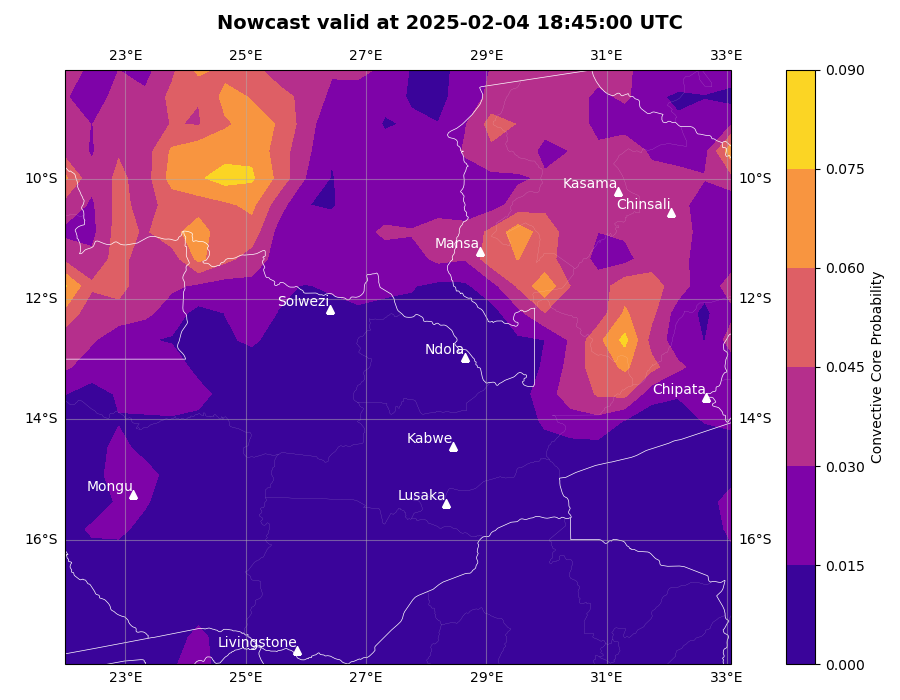 Nowcast valid at 2025-02-04 18:45:00 UTC
23°E 25°E 27°E 29°E 31°E 33°E
0.090
0.075
10°S Kasama 10°S
Chinsali
Mansa
0.060
12°S Solwezi 12°S
Ndola
0.045
Chipata
14°S 14°S
Kabwe
0.030
Mongu Lusaka
16°S 16°S
0.015
Livingstone
0.000
23°E 25°E 27°E 29°E 31°E 33°E
Convective Core Probability